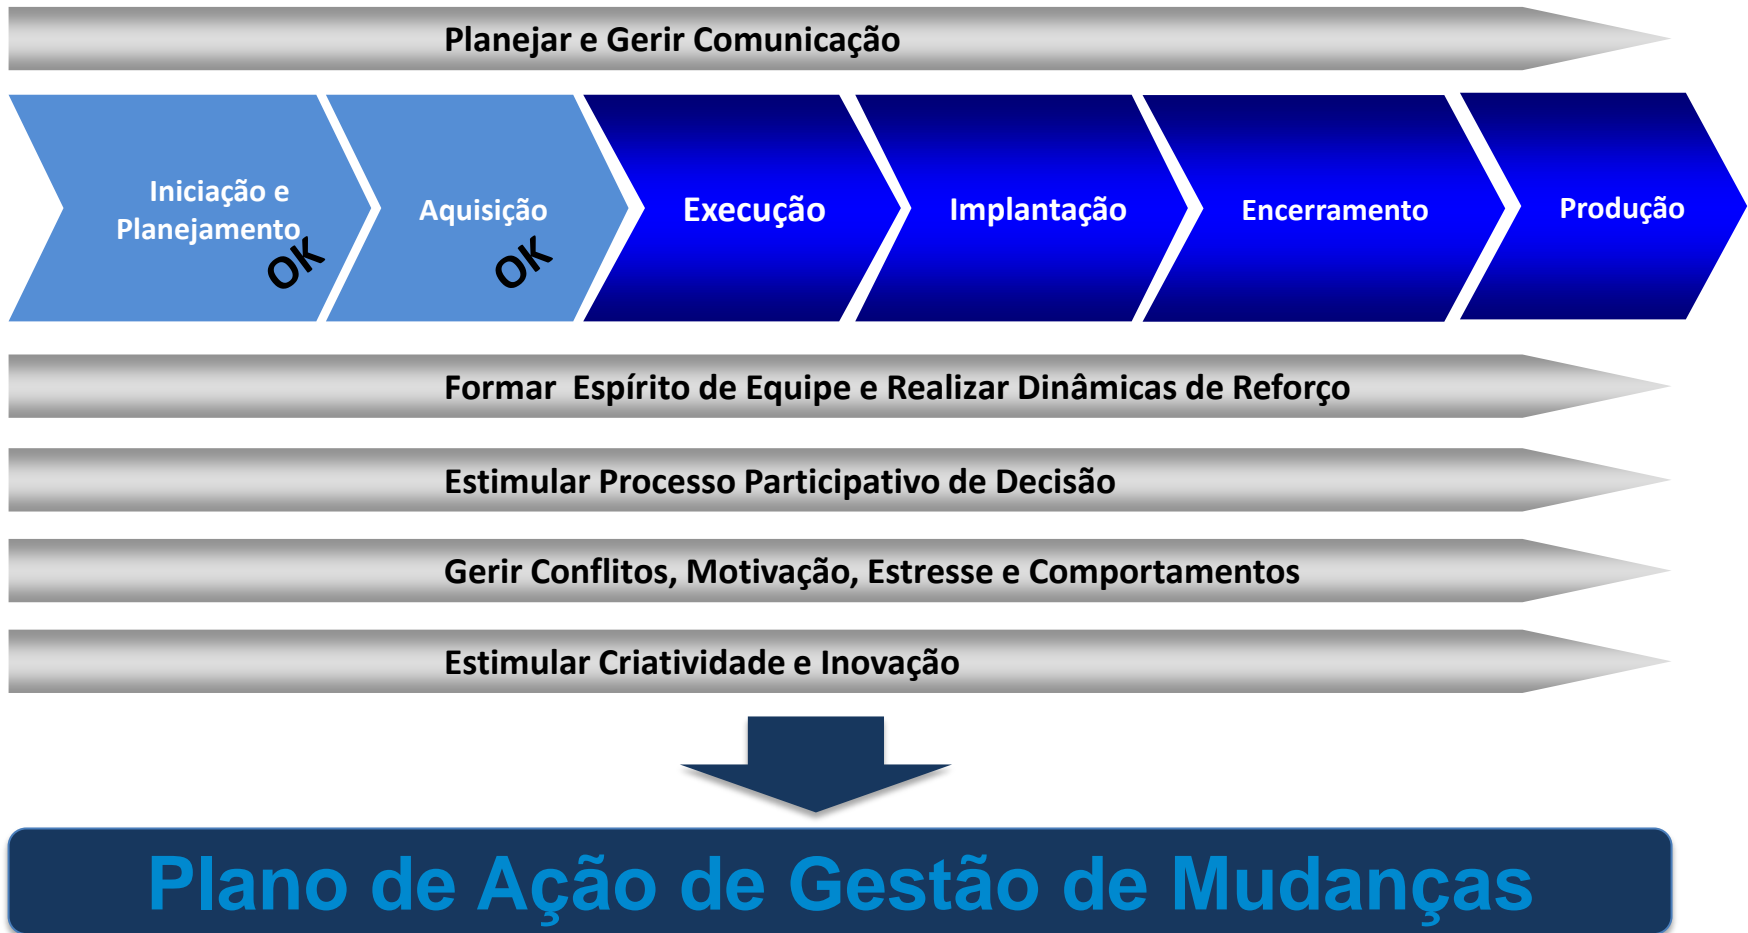 Planejar e Gerir Comunicação
Iniciação e
Planejamento
OK
Aquisição
OK
Execução
Implantação
Encerramento
Produção
Formar  Espírito de Equipe e Realizar Dinâmicas de Reforço
Estimular Processo Participativo de Decisão
Gerir Conflitos, Motivação, Estresse e Comportamentos
Estimular Criatividade e Inovação
Plano de Ação de Gestão de Mudanças